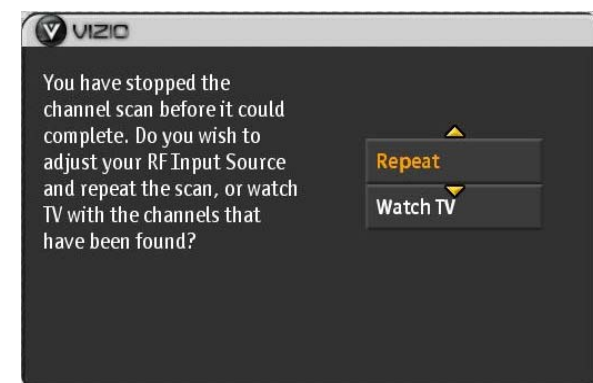 VIZIO
You have stopped the
channel scan before it could
complete. Do you wish to
adjust your RF Input Source
and repeat the scan, or watch
TV with the channels that
have been found?
Repeat
Watch TV